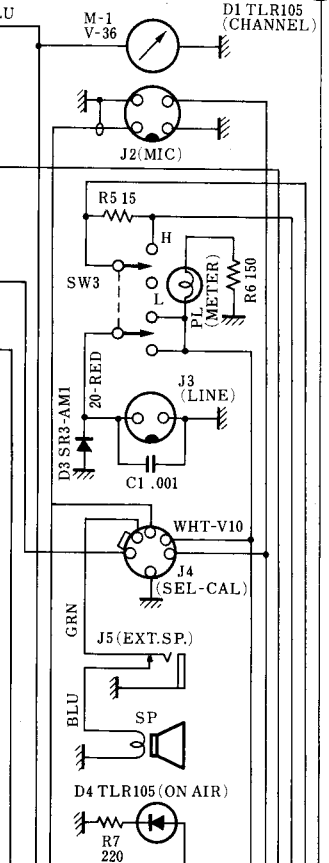 LU
M-1
V-36
D1 TLR105
(CHANNEL)
J2(MIC)
R5 15
H
SW3
L
PL
(METER)
R6 150
20-RED
J3
(LINE)
D3 SR3-AM1
C1 .001
WHT-V10
J4
(SEL-CAL)
GRN
J5(EXT.SP.)
BLU
SP
D4 TLR105(ON AIR)
R7
220